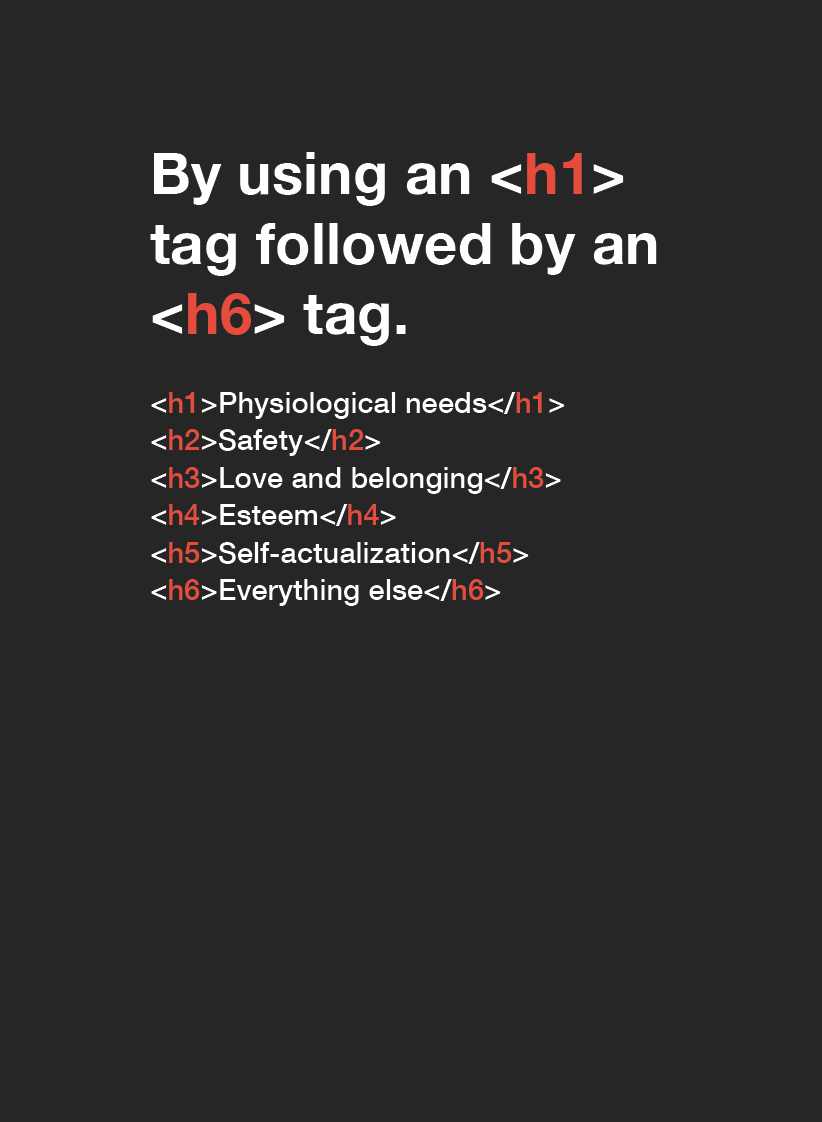 By using an <h1>
tag followed by an
<h6> tag.
<h1>Physiological needs</h1>
<h2>Safety</h2>
<h3>Love and belonging</h3>
<h4>Esteem</h4>
<h5>Self-actualization</h5>
<h6>Everything else</h6>